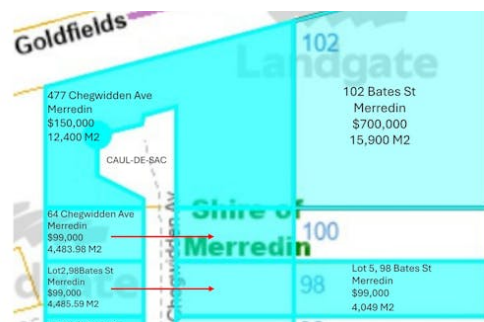 Goldfields
Landgate
102
477 Chegwidden Ave
Merredin
$150,000
12,400 M2
102 Bates St
Merredin
$700,000
15,900 M2
CAUL-DE-SAC
64 Chegwidden Ave
Merredin
$99,000
4,483.98 M2
Shire of
Merredin
100
Chegwidden Av
Lot2,98Bates St
Merredin
$99,000
4,485.59 M2
98
Lot 5, 98 Bates St
Merredin
$99,000
4,049 M2